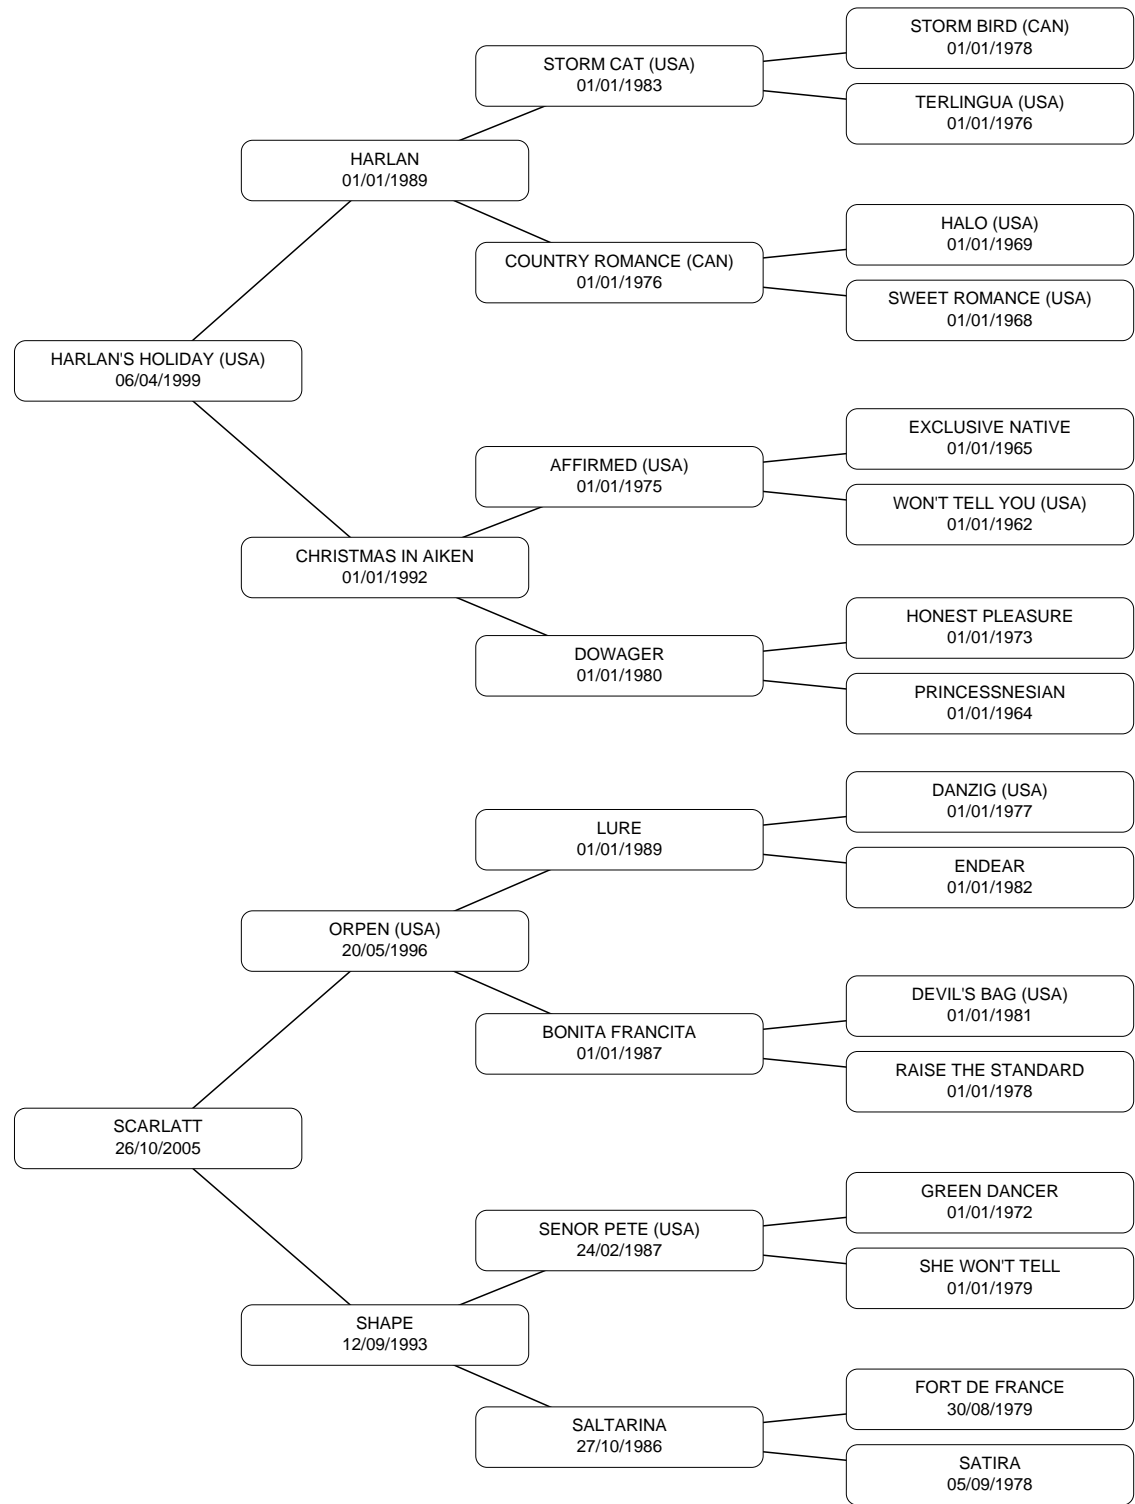 STORM BIRD (CAN)
01/01/1978
STORM CAT (USA)
01/01/1983
TERLINGUA (USA)
01/01/1976
HARLAN
01/01/1989
HALO (USA)
01/01/1969
COUNTRY ROMANCE (CAN)
01/01/1976
SWEET ROMANCE (USA)
01/01/1968
HARLAN'S HOLIDAY (USA)
06/04/1999
EXCLUSIVE NATIVE
01/01/1965
AFFIRMED (USA)
01/01/1975
WON'T TELL YOU (USA)
01/01/1962
CHRISTMAS IN AIKEN
01/01/1992
HONEST PLEASURE
01/01/1973
DOWAGER
01/01/1980
PRINCESSNESIAN
01/01/1964
DANZIG (USA)
01/01/1977
LURE
01/01/1989
ENDEAR
01/01/1982
ORPEN (USA)
20/05/1996
DEVIL'S BAG (USA)
01/01/1981
BONITA FRANCITA
01/01/1987
RAISE THE STANDARD
01/01/1978
SCARLATT
26/10/2005
GREEN DANCER
01/01/1972
SENOR PETE (USA)
24/02/1987
SHE WON'T TELL
01/01/1979
SHAPE
12/09/1993
FORT DE FRANCE
30/08/1979
SALTARINA
27/10/1986
SATIRA
05/09/1978